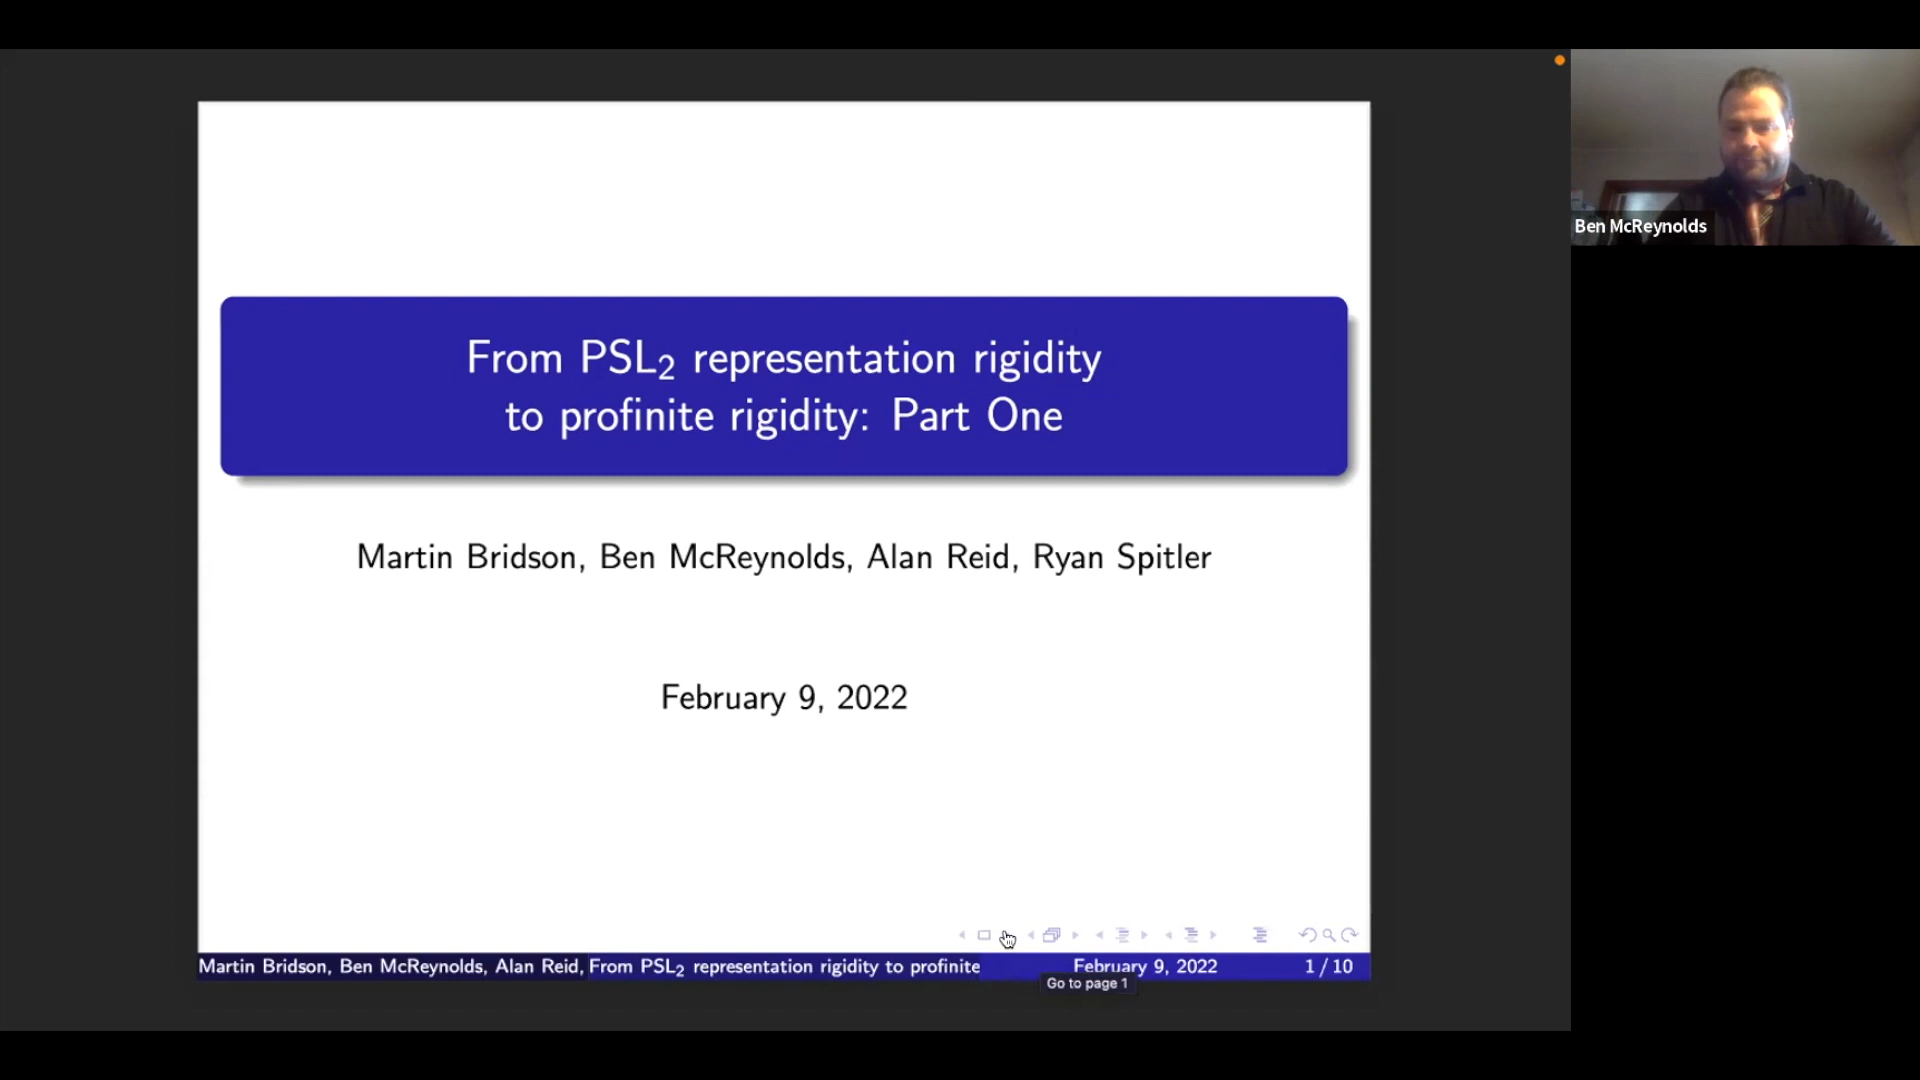 From PSL₂ representation rigidity
to profinite rigidity: Part One
Martin Bridson, Ben McReynolds, Alan Reid, Ryan Spitler
February 9, 2022
Martin Bridson, Ben McReynolds, Alan Reid, From PSL₂ representation rigidity to profinite February 9, 2022 1 / 10
Go to page 1
Ben McReynolds